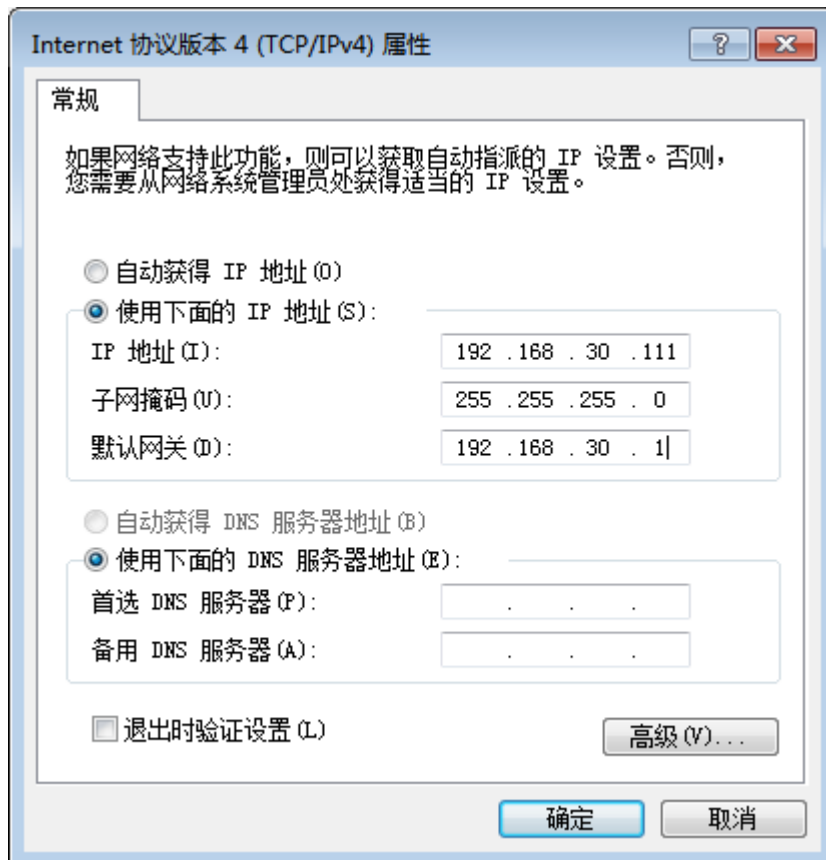 Internet 协议版本 4 (TCP/IPv4) 属性
常规
如果网络支持此功能，则可以获取自动指派的 IP 设置。否则，
您需要从网络系统管理员处获得适当的 IP 设置。
自动获得 IP 地址(O)
使用下面的 IP 地址(S):
IP 地址(I): 192 .168 . 30 .111
子网掩码(U): 255 .255 .255 . 0
默认网关(D): 192 .168 . 30 . 1
自动获得 DNS 服务器地址(B)
使用下面的 DNS 服务器地址(E):
首选 DNS 服务器(P): . . .
备用 DNS 服务器(A): . . .
退出时验证设置(L)
高级(V)...
确定 取消